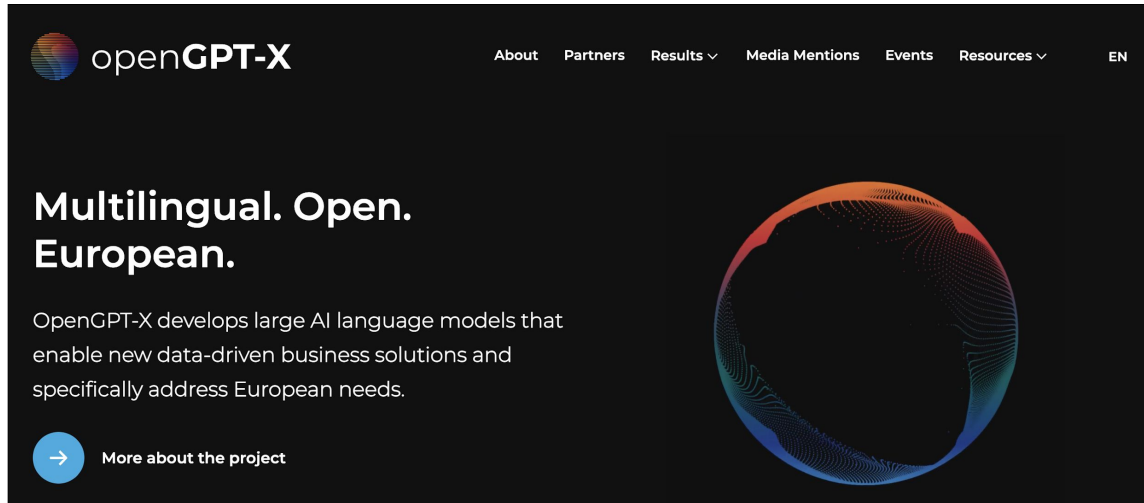 openGPT-X
About Partners Results Media Mentions Events Resources EN
Multilingual. Open.
European.
OpenGPT-X develops large AI language models that
enable new data-driven business solutions and
specifically address European needs.
More about the project